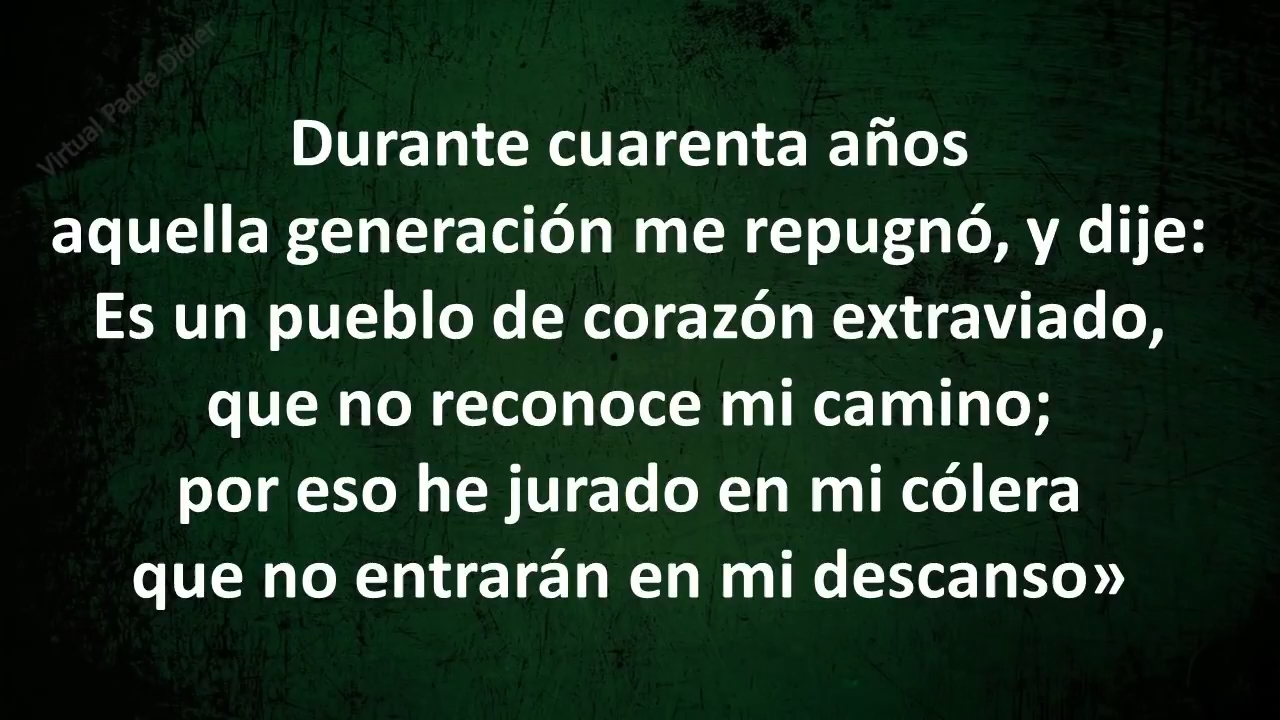 Virtual Padre Didier
Durante cuarenta años
aquella generación me repugnó, y dije:
Es un pueblo de corazón extraviado,
que no reconoce mi camino;
por eso he jurado en mi cólera
que no entrarán en mi descanso»